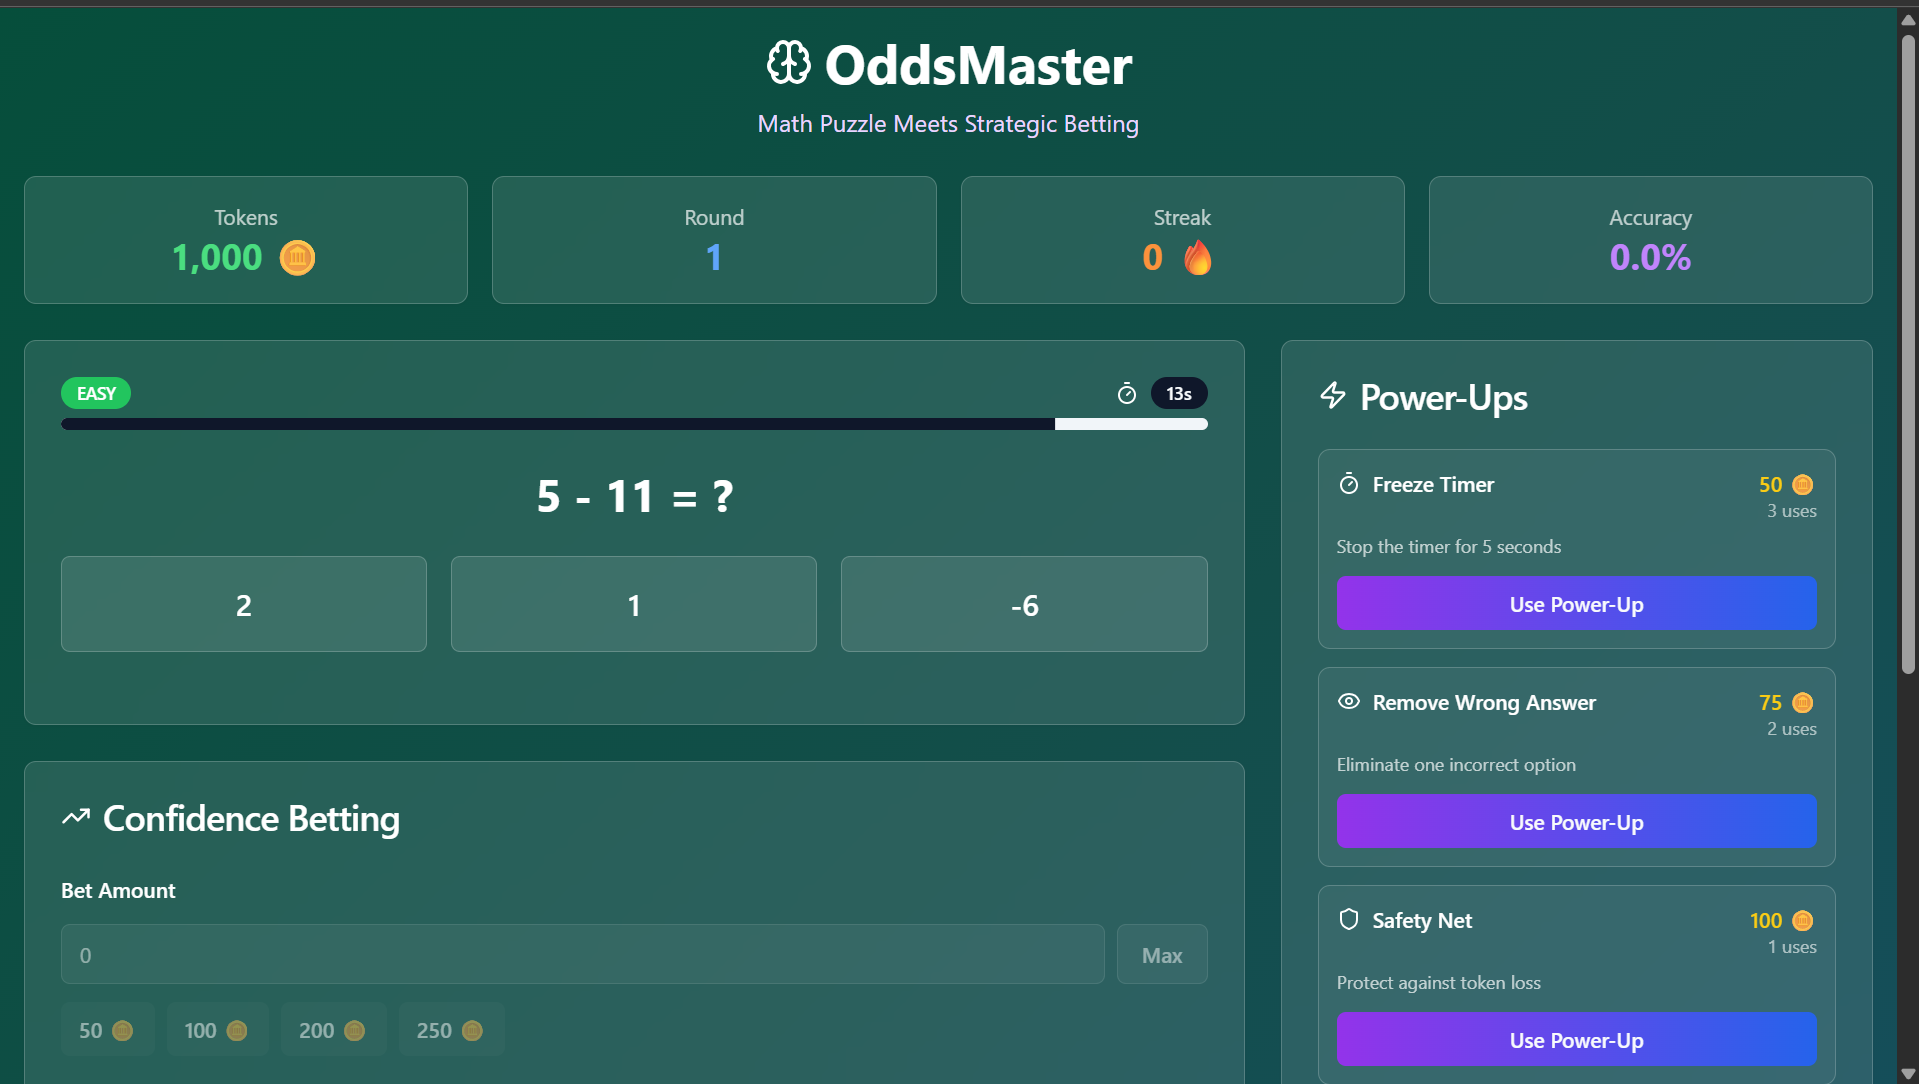 OddsMaster
Math Puzzle Meets Strategic Betting
Tokens
1,000
Round
1
Streak
0
Accuracy
0.0%
EASY
13s
5 - 11 = ?
2
1
-6
Confidence Betting
Bet Amount
0
Max
50
100
200
250
Power-Ups
Freeze Timer
50
3 uses
Stop the timer for 5 seconds
Use Power-Up
Remove Wrong Answer
75
2 uses
Eliminate one incorrect option
Use Power-Up
Safety Net
100
1 uses
Protect against token loss
Use Power-Up